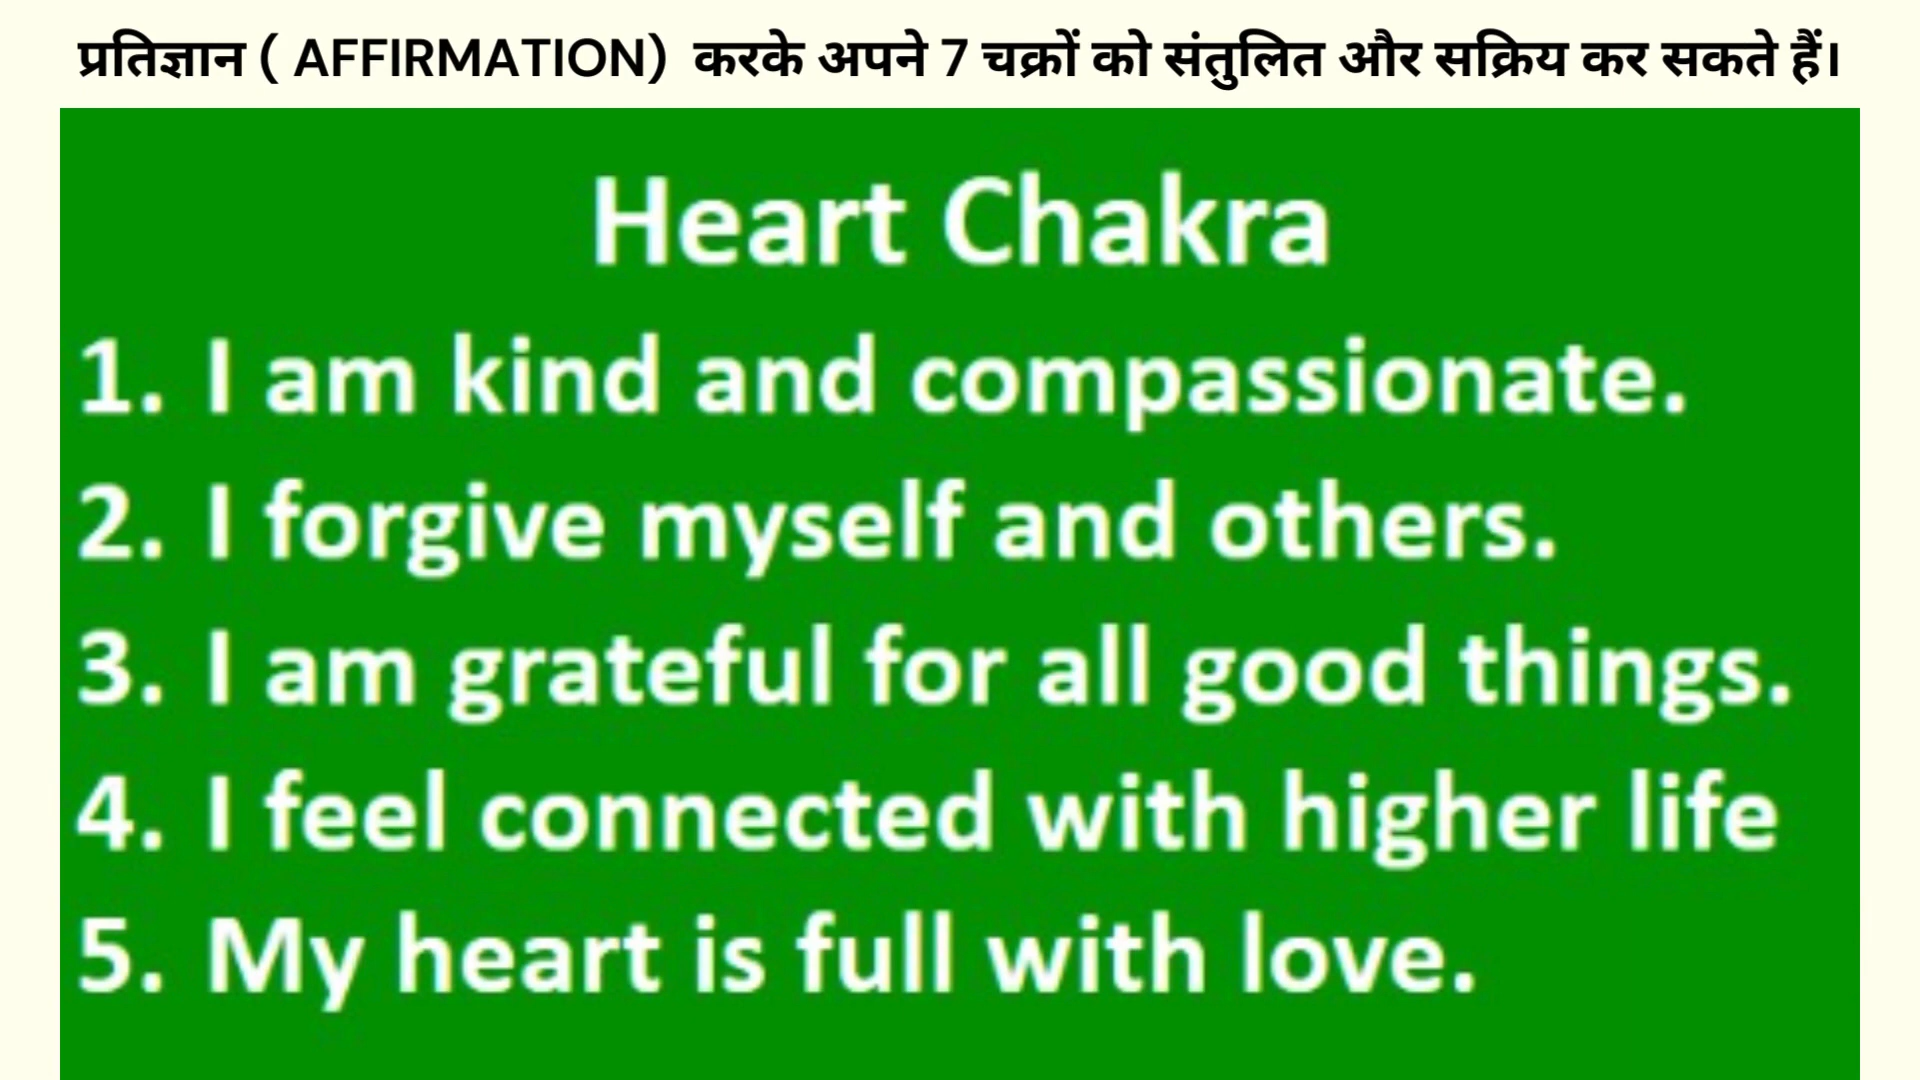 प्रतिज्ञान ( AFFIRMATION) करके अपने 7 चक्रों को संतुलित और सक्रिय कर सकते हैं।
Heart Chakra
1. I am kind and compassionate.
2. I forgive myself and others.
3. I am grateful for all good things.
4. I feel connected with higher life
5. My heart is full with love.